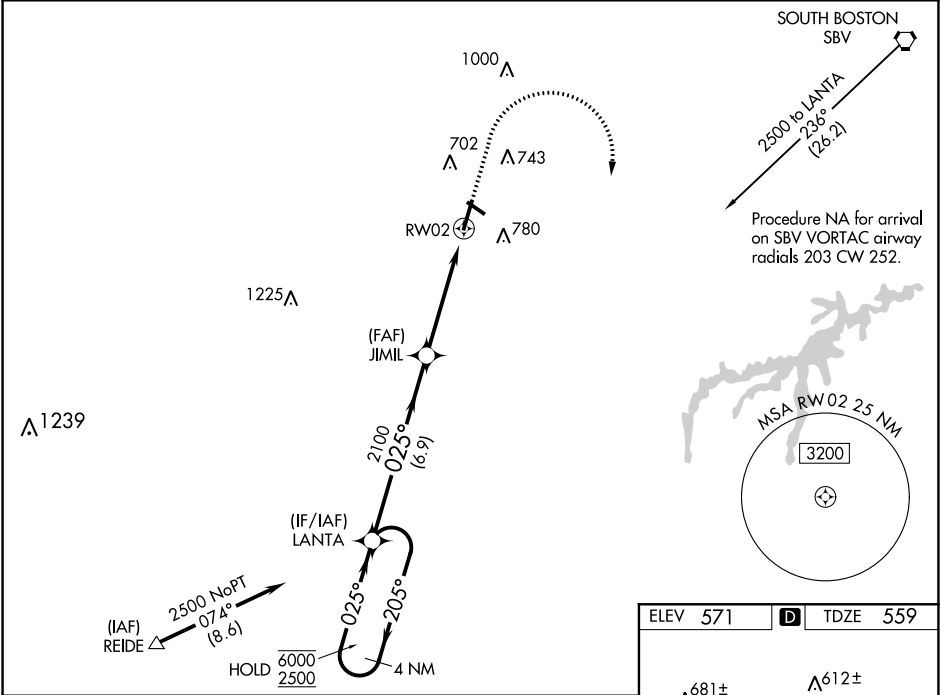 SOUTH BOSTON
SBV
2500 to LANTA
236°
(26.2)
Procedure NA for arrival
on SBV VORTAC airway
radials 203 CW 252.
1000
702
743
RW02
780
1225
(FAF)
JIMIL
1239
2100
025°
(6.9)
MSA RW02 25 NM
3200
(IF/IAF)
LANTA
025°
205°
2500 NoPT
074°
(8.6)
(IAF)
REIDE
HOLD
6000
2500
4 NM
ELEV 571 D TDZE 559
681±
612±